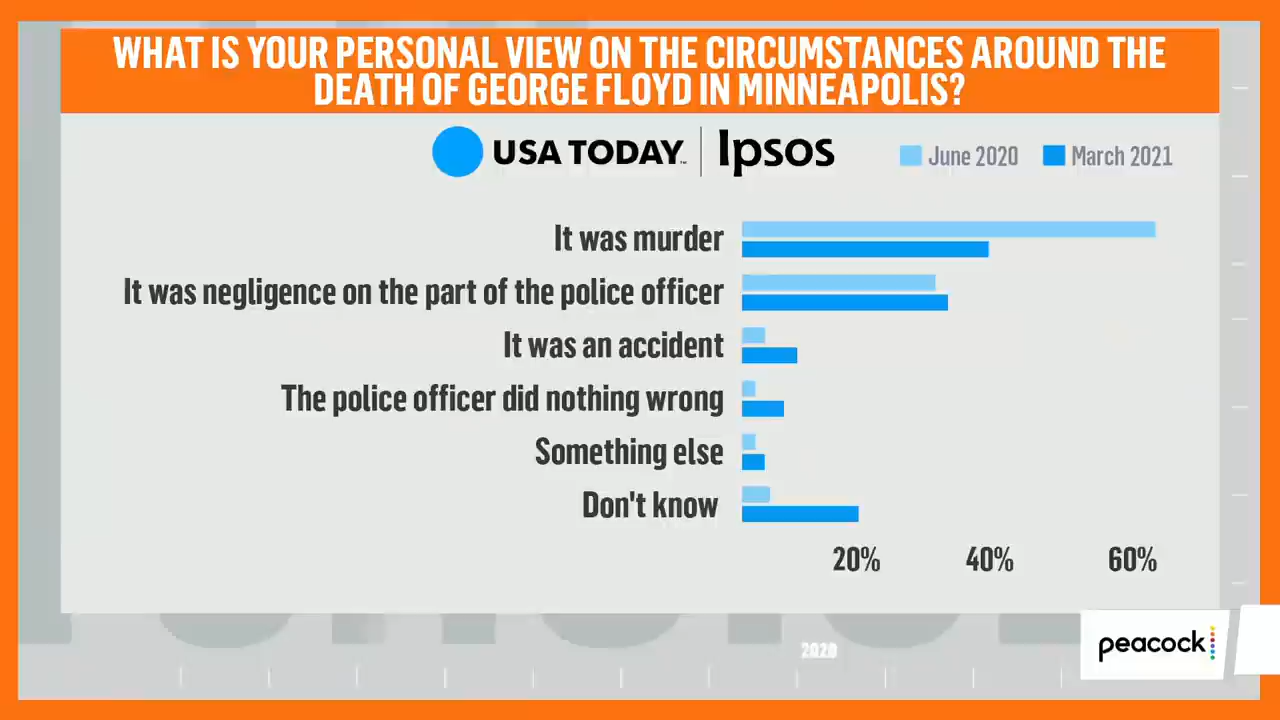 WHAT IS YOUR PERSONAL VIEW ON THE CIRCUMSTANCES AROUND THE
DEATH OF GEORGE FLOYD IN MINNEAPOLIS?
USA TODAY™ Ipsos June 2020 March 2021
It was murder
It was negligence on the part of the police officer
It was an accident
The police officer did nothing wrong
Something else
Don't know
20% 40% 60%
peacock
2020